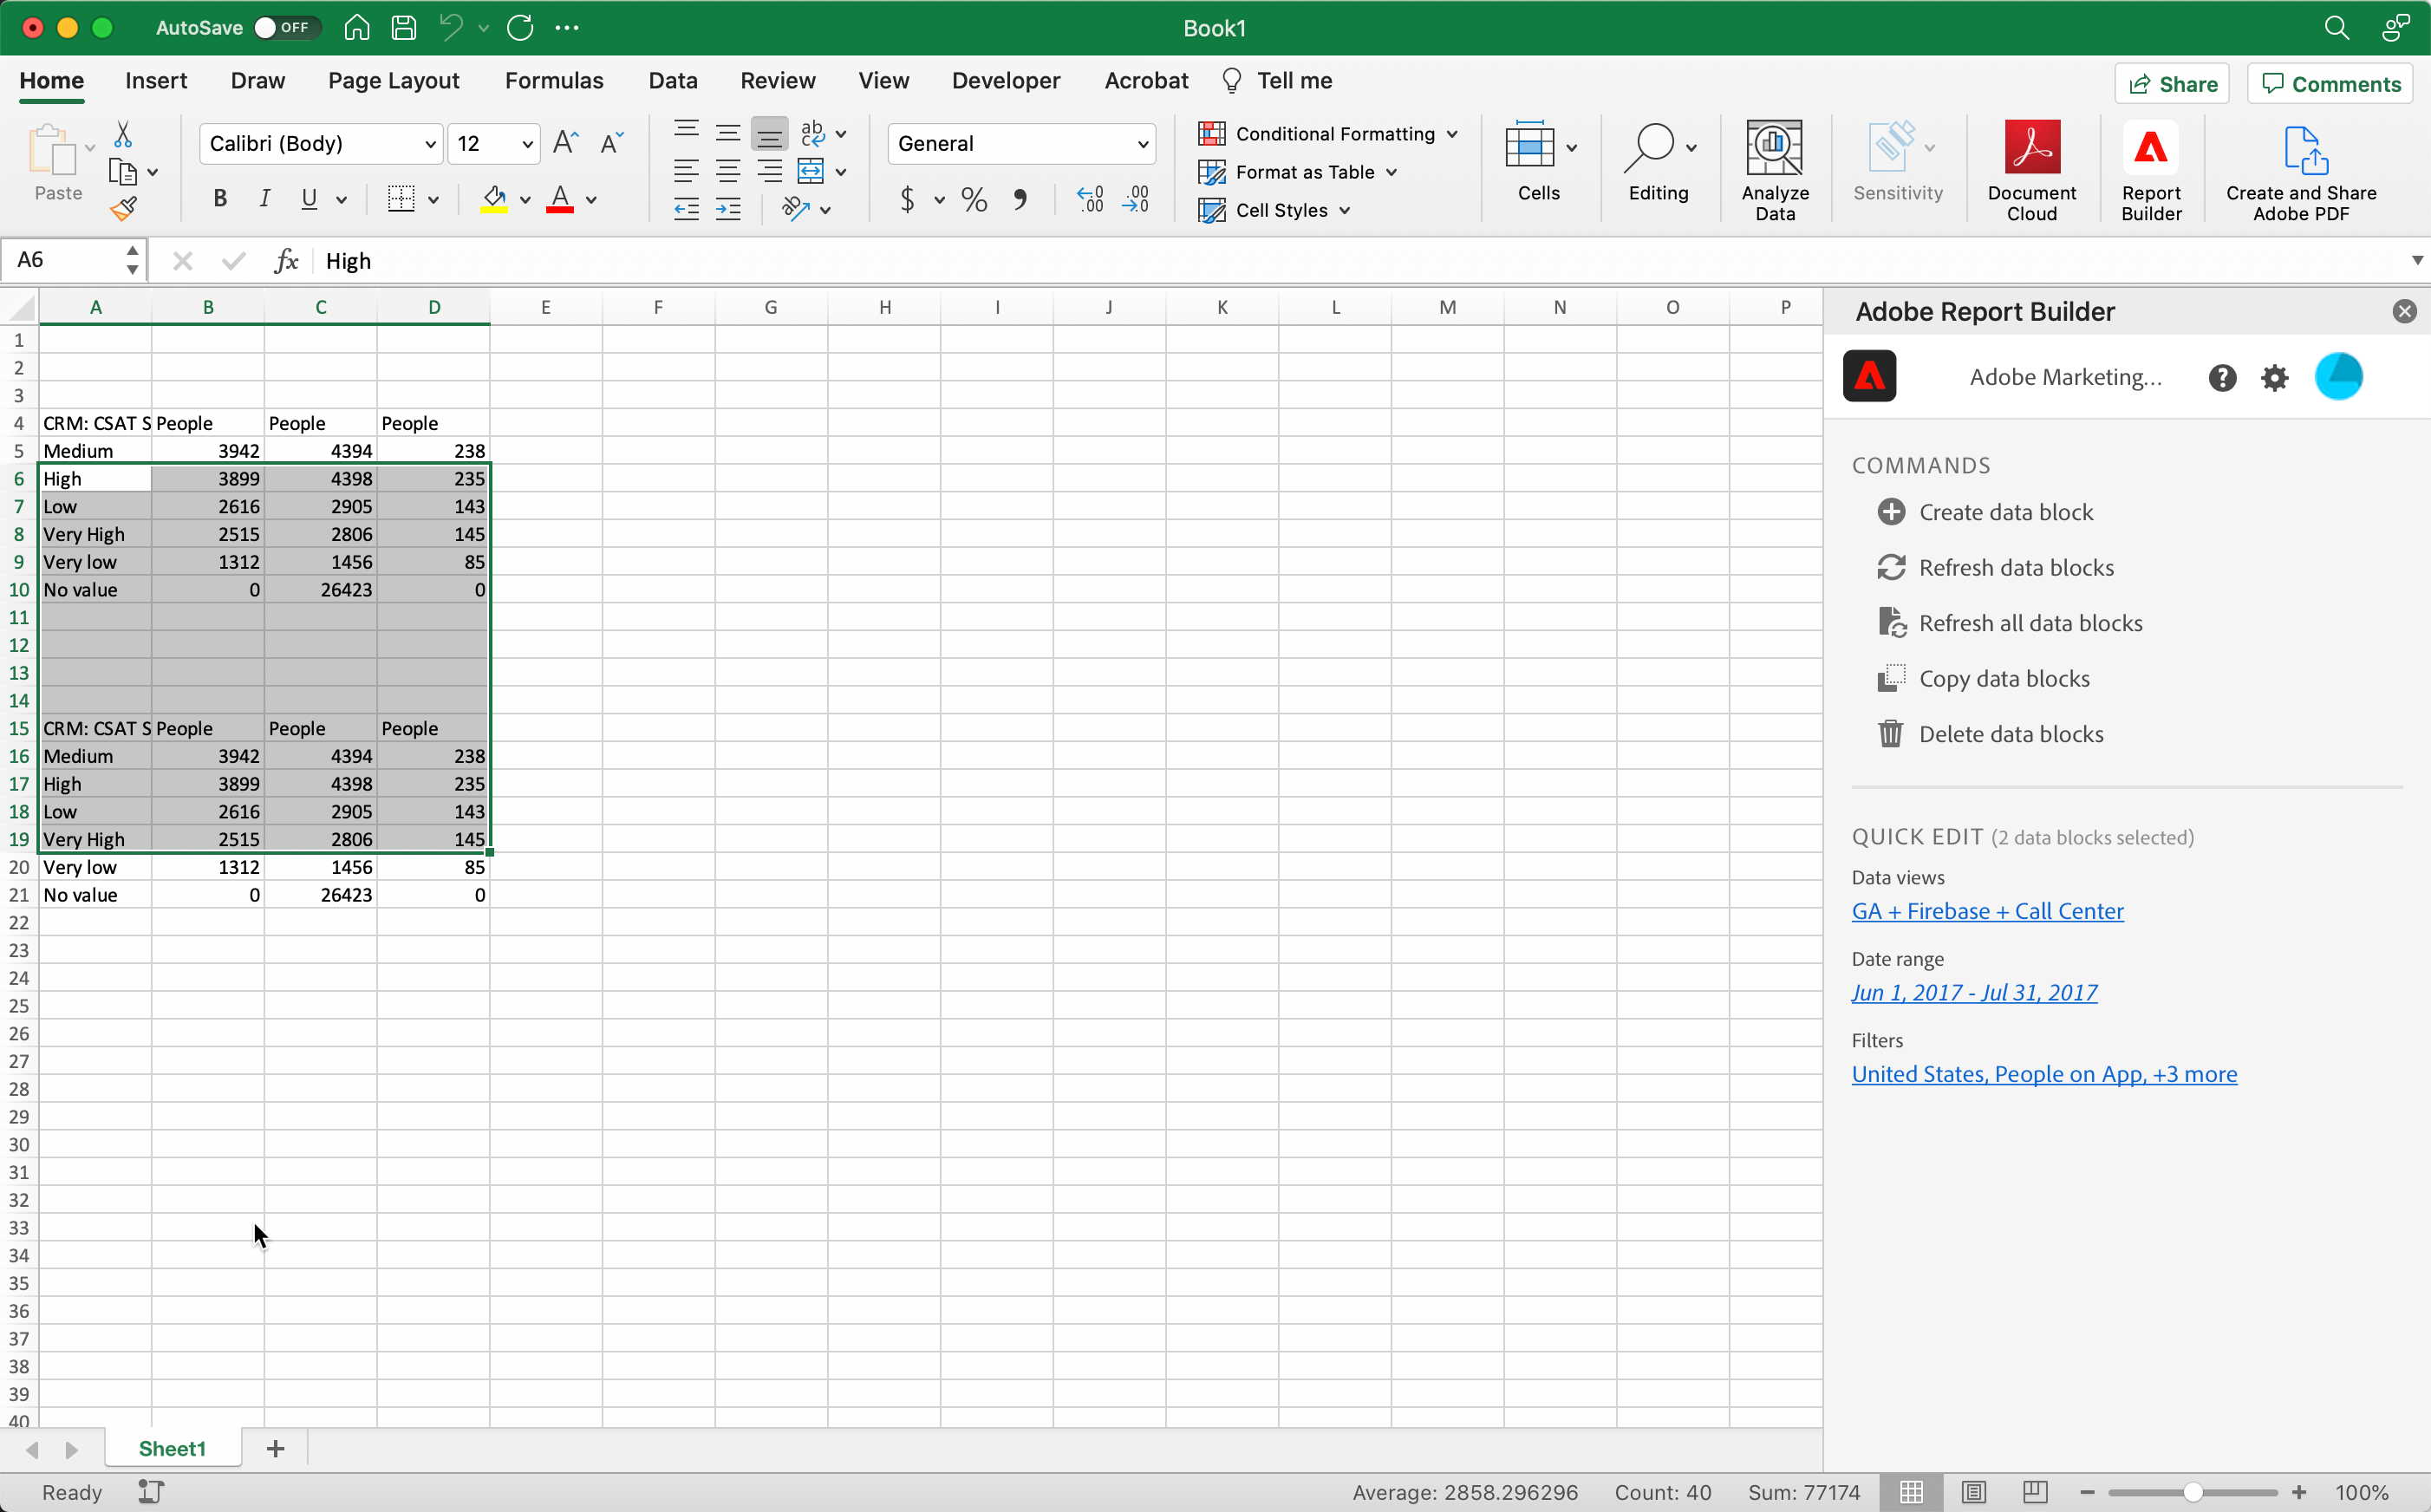 AutoSave OFF Book1
Home Insert Draw Page Layout Formulas Data Review View Developer Acrobat Tell me Share Comments
Paste Calibri (Body) 12 General Conditional Formatting Format as Table Cell Styles Cells Editing Analyze Data Sensitivity Document Cloud Report Builder Create and Share Adobe PDF
A6 fx High
A B C D E F G H I J K L M N O P
1
2
3
4 CRM: CSAT S People People People
5 Medium 3942 4394 238
6 High 3899 4398 235
7 Low 2616 2905 143
8 Very High 2515 2806 145
9 Very low 1312 1456 85
10 No value 0 26423 0
11
12
13
14
15 CRM: CSAT S People People People
16 Medium 3942 4394 238
17 High 3899 4398 235
18 Low 2616 2905 143
19 Very High 2515 2806 145
20 Very low 1312 1456 85
21 No value 0 26423 0
22
23
24
25
26
27
28
29
30
31
32
33
34
35
36
37
38
39
40
Adobe Report Builder
Adobe Marketing...
COMMANDS
Create data block
Refresh data blocks
Refresh all data blocks
Copy data blocks
Delete data blocks
QUICK EDIT (2 data blocks selected)
Data views
GA + Firebase + Call Center
Date range
Jun 1, 2017 - Jul 31, 2017
Filters
United States, People on App, +3 more
Sheet1
Ready Average: 2858.296296 Count: 40 Sum: 77174 100%